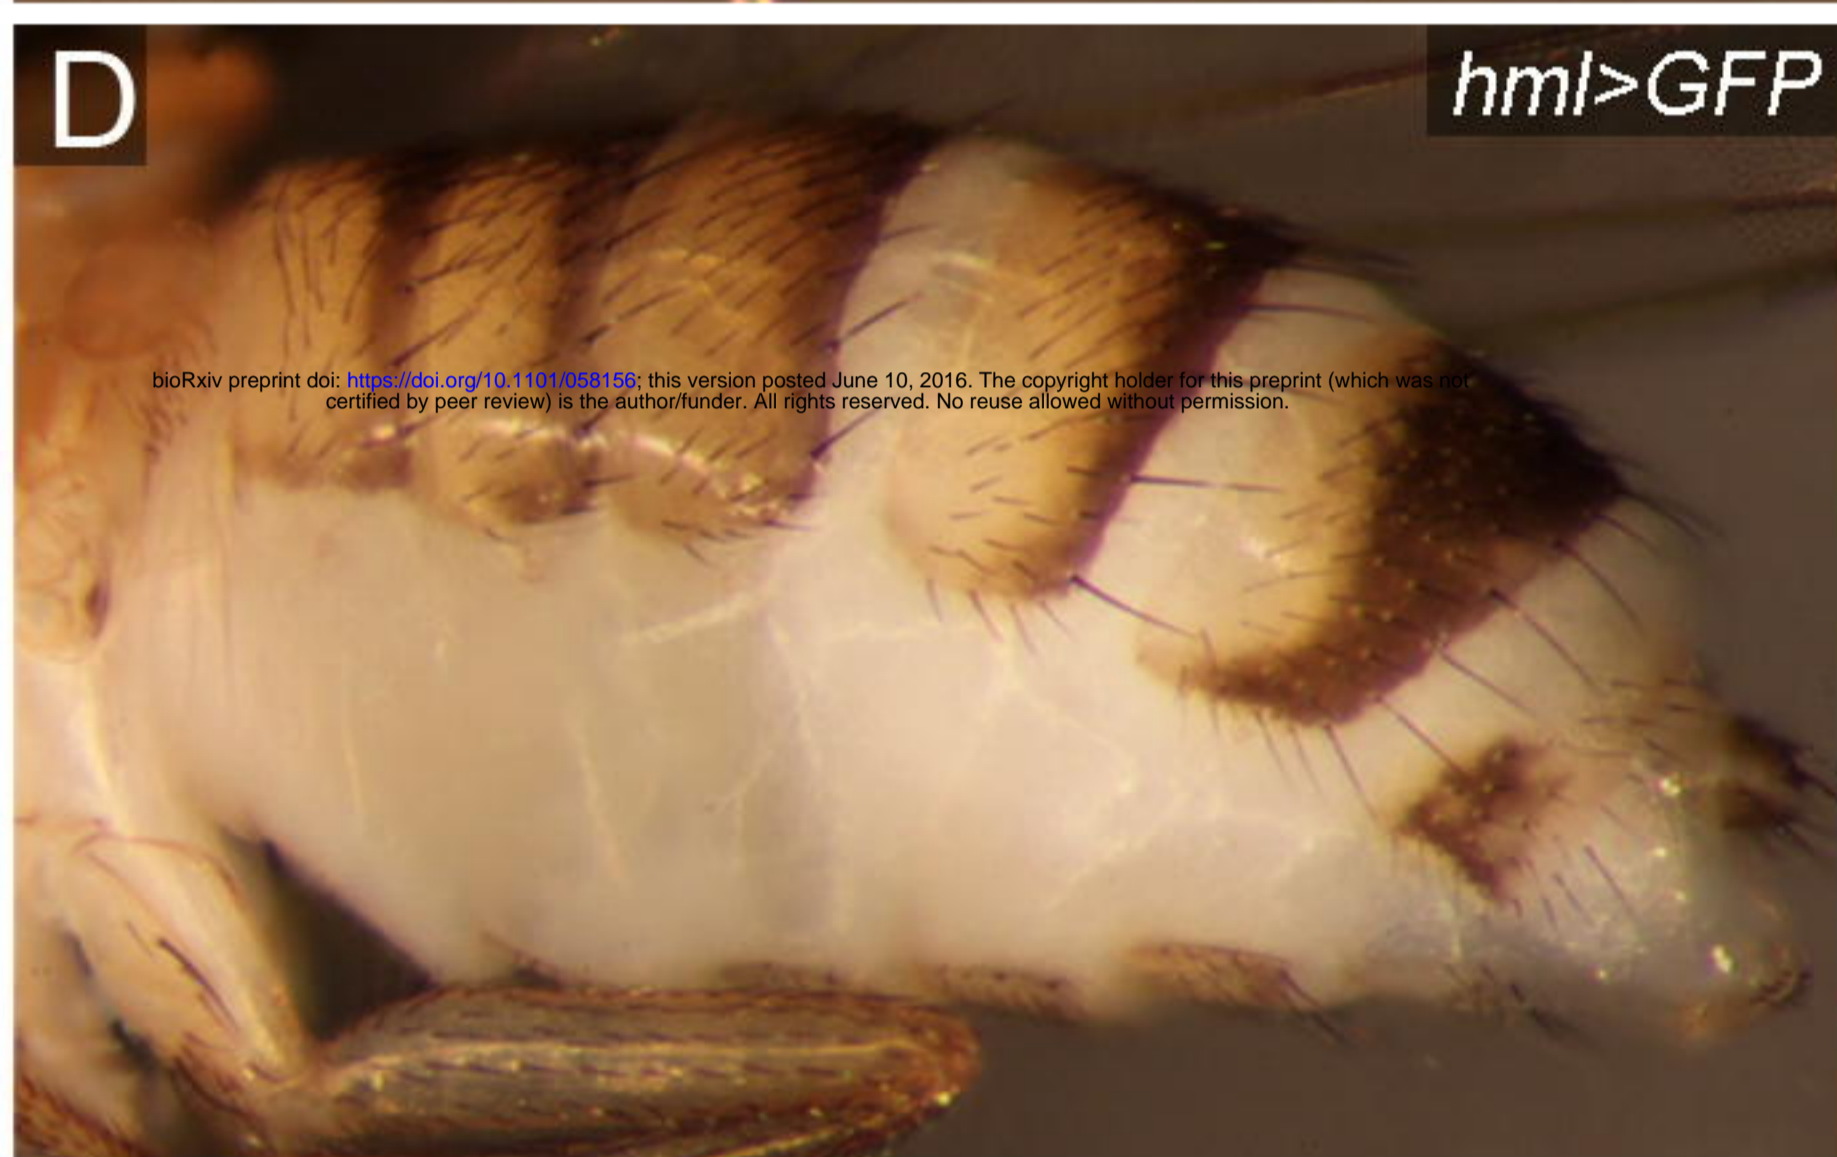 D
hml>GFP
bioRxiv preprint doi: https://doi.org/10.1101/058156; this version posted June 10, 2016. The copyright holder for this preprint (which was not
certified by peer review) is the author/funder. All rights reserved. No reuse allowed without permission.